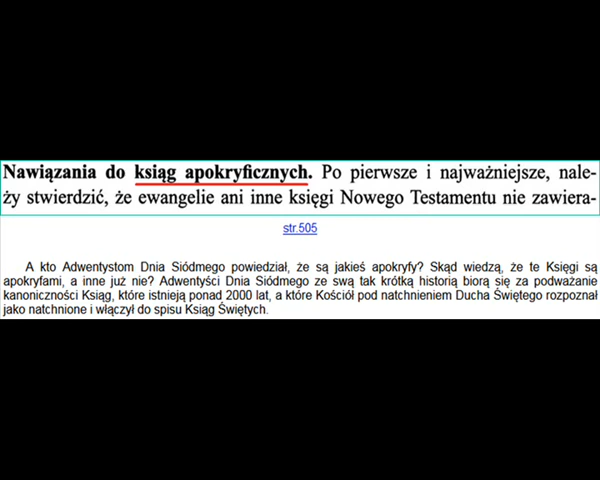 Nawiązania do ksiąg apokryficznych. Po pierwsze i najważniejsze, nale-
ży stwierdzić, że ewangelie ani inne księgi Nowego Testamentu nie zawiera-
str.505
A kto Adwentystom Dnia Siódmego powiedział, że są jakieś apokryfy? Skąd wiedzą, że te Księgi są
apokryfami, a inne już nie? Adwentyści Dnia Siódmego ze swą tak krótką historią biorą się za podważanie
kanoniczności Ksiąg, które istnieją ponad 2000 lat, a które Kościół pod natchnieniem Ducha Świętego rozpoznał
jako natchnione i włączył do spisu Ksiąg Świętych.